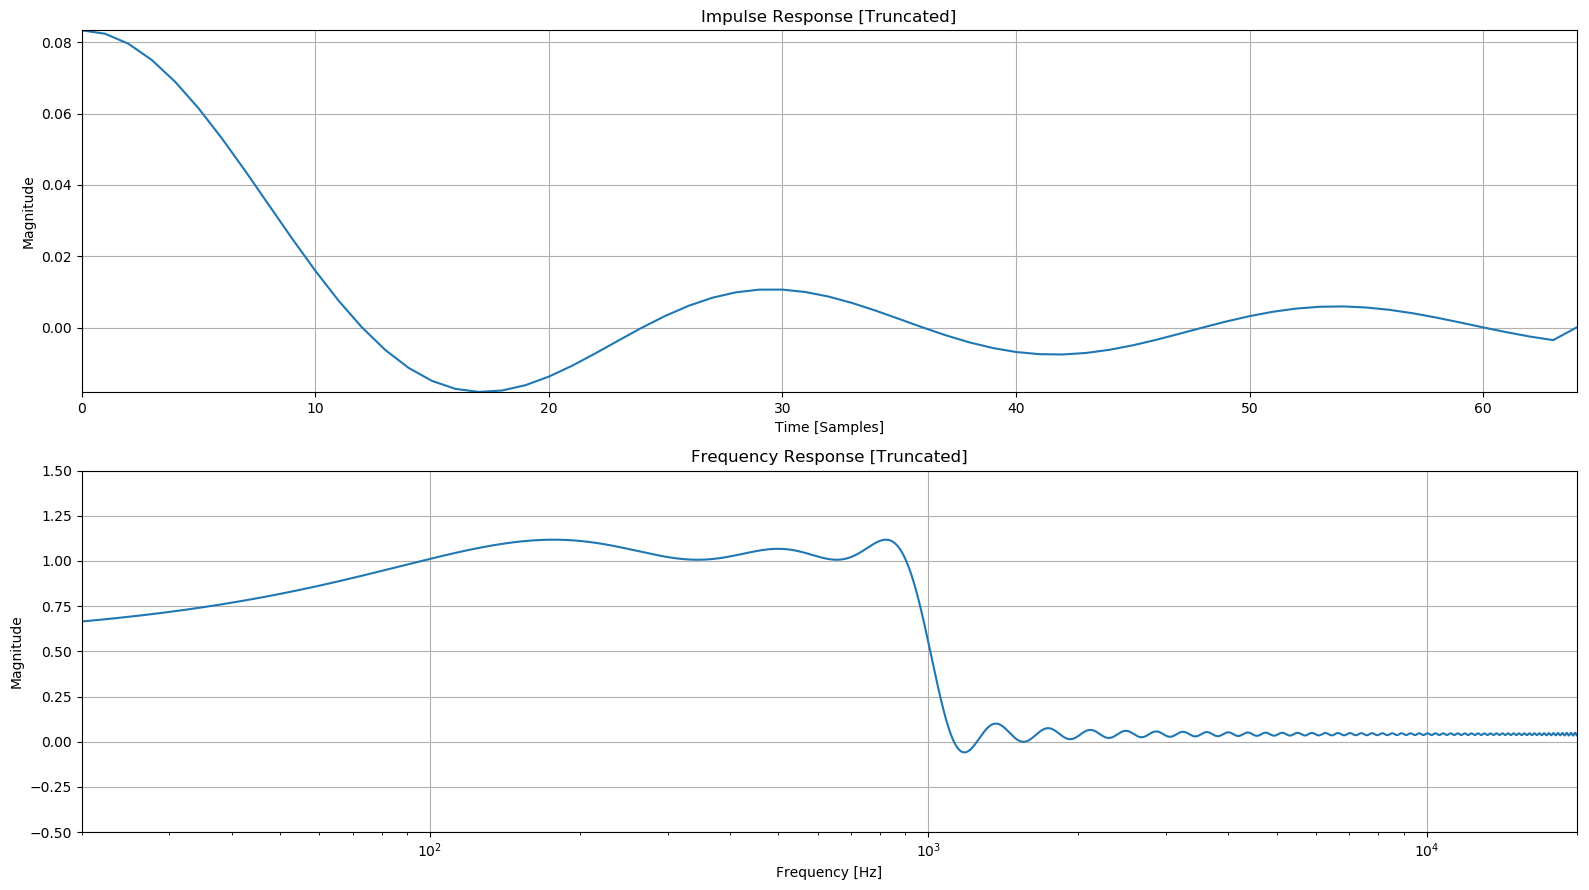 Impulse Response [Truncated]
0.08
0.06
0.04
0.02
0.00
Magnitude
0 10 20 30 40 50 60
Time [Samples]
Frequency Response [Truncated]
1.50
1.25
1.00
0.75
0.50
0.25
0.00
−0.25
−0.50
Magnitude
10² 10³ 10⁴
Frequency [Hz]